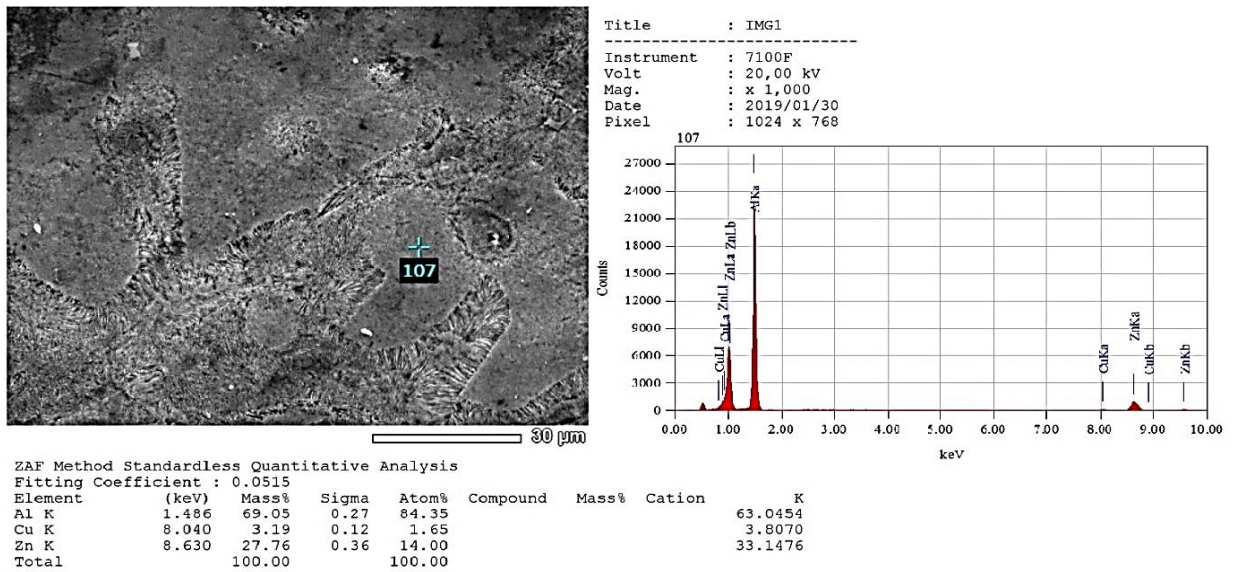 107
30 μm
Title : IMG1
---------------------------
Instrument : 7100F
Volt : 20,00 kV
Mag. : x 1,000
Date : 2019/01/30
Pixel : 1024 x 768
107
Counts
27000
24000
21000
18000
15000
12000
9000
6000
3000
0
CuLl
CuLa
ZnLl
ZnLa
ZnLb
AlKa
CuKa
ZnKa
CuKb
ZnKb
0.00 1.00 2.00 3.00 4.00 5.00 6.00 7.00 8.00 9.00 10.00
keV
ZAF Method Standardless Quantitative Analysis
Fitting Coefficient : 0.0515
Element (keV) Mass% Sigma Atom% Compound Mass% Cation K
Al K 1.486 69.05 0.27 84.35 63.0454
Cu K 8.040 3.19 0.12 1.65 3.8070
Zn K 8.630 27.76 0.36 14.00 33.1476
Total 100.00 100.00